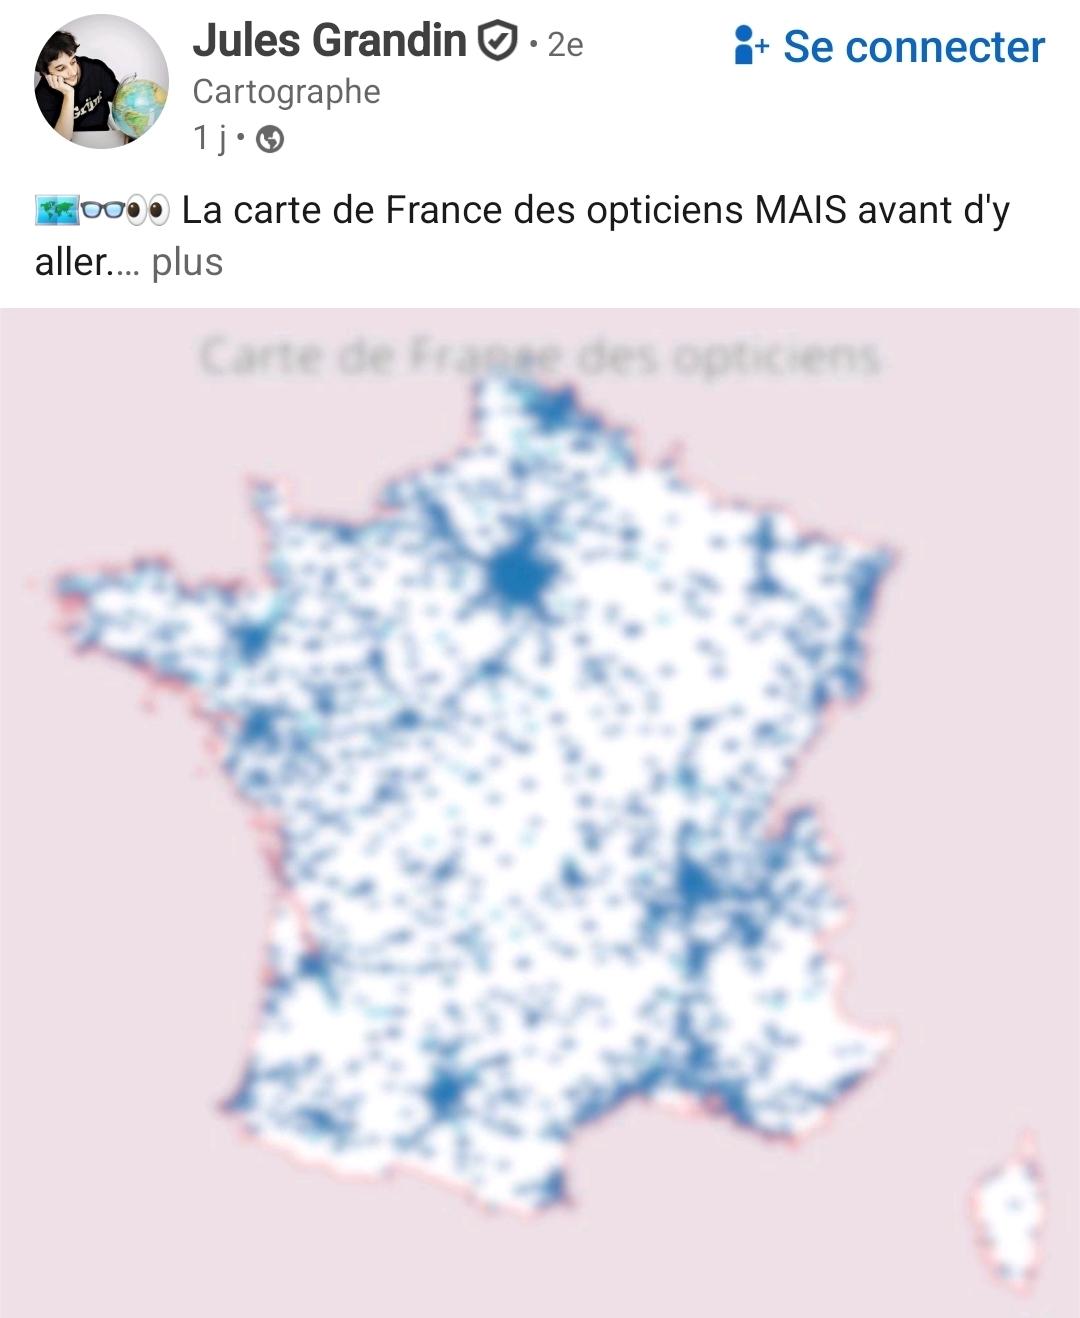 Jules Grandin • 2e
Se connecter
Cartographe
1 j •
🗺️👓👀 La carte de France des opticiens MAIS avant d'y
aller.... plus
Carte de France des opticiens